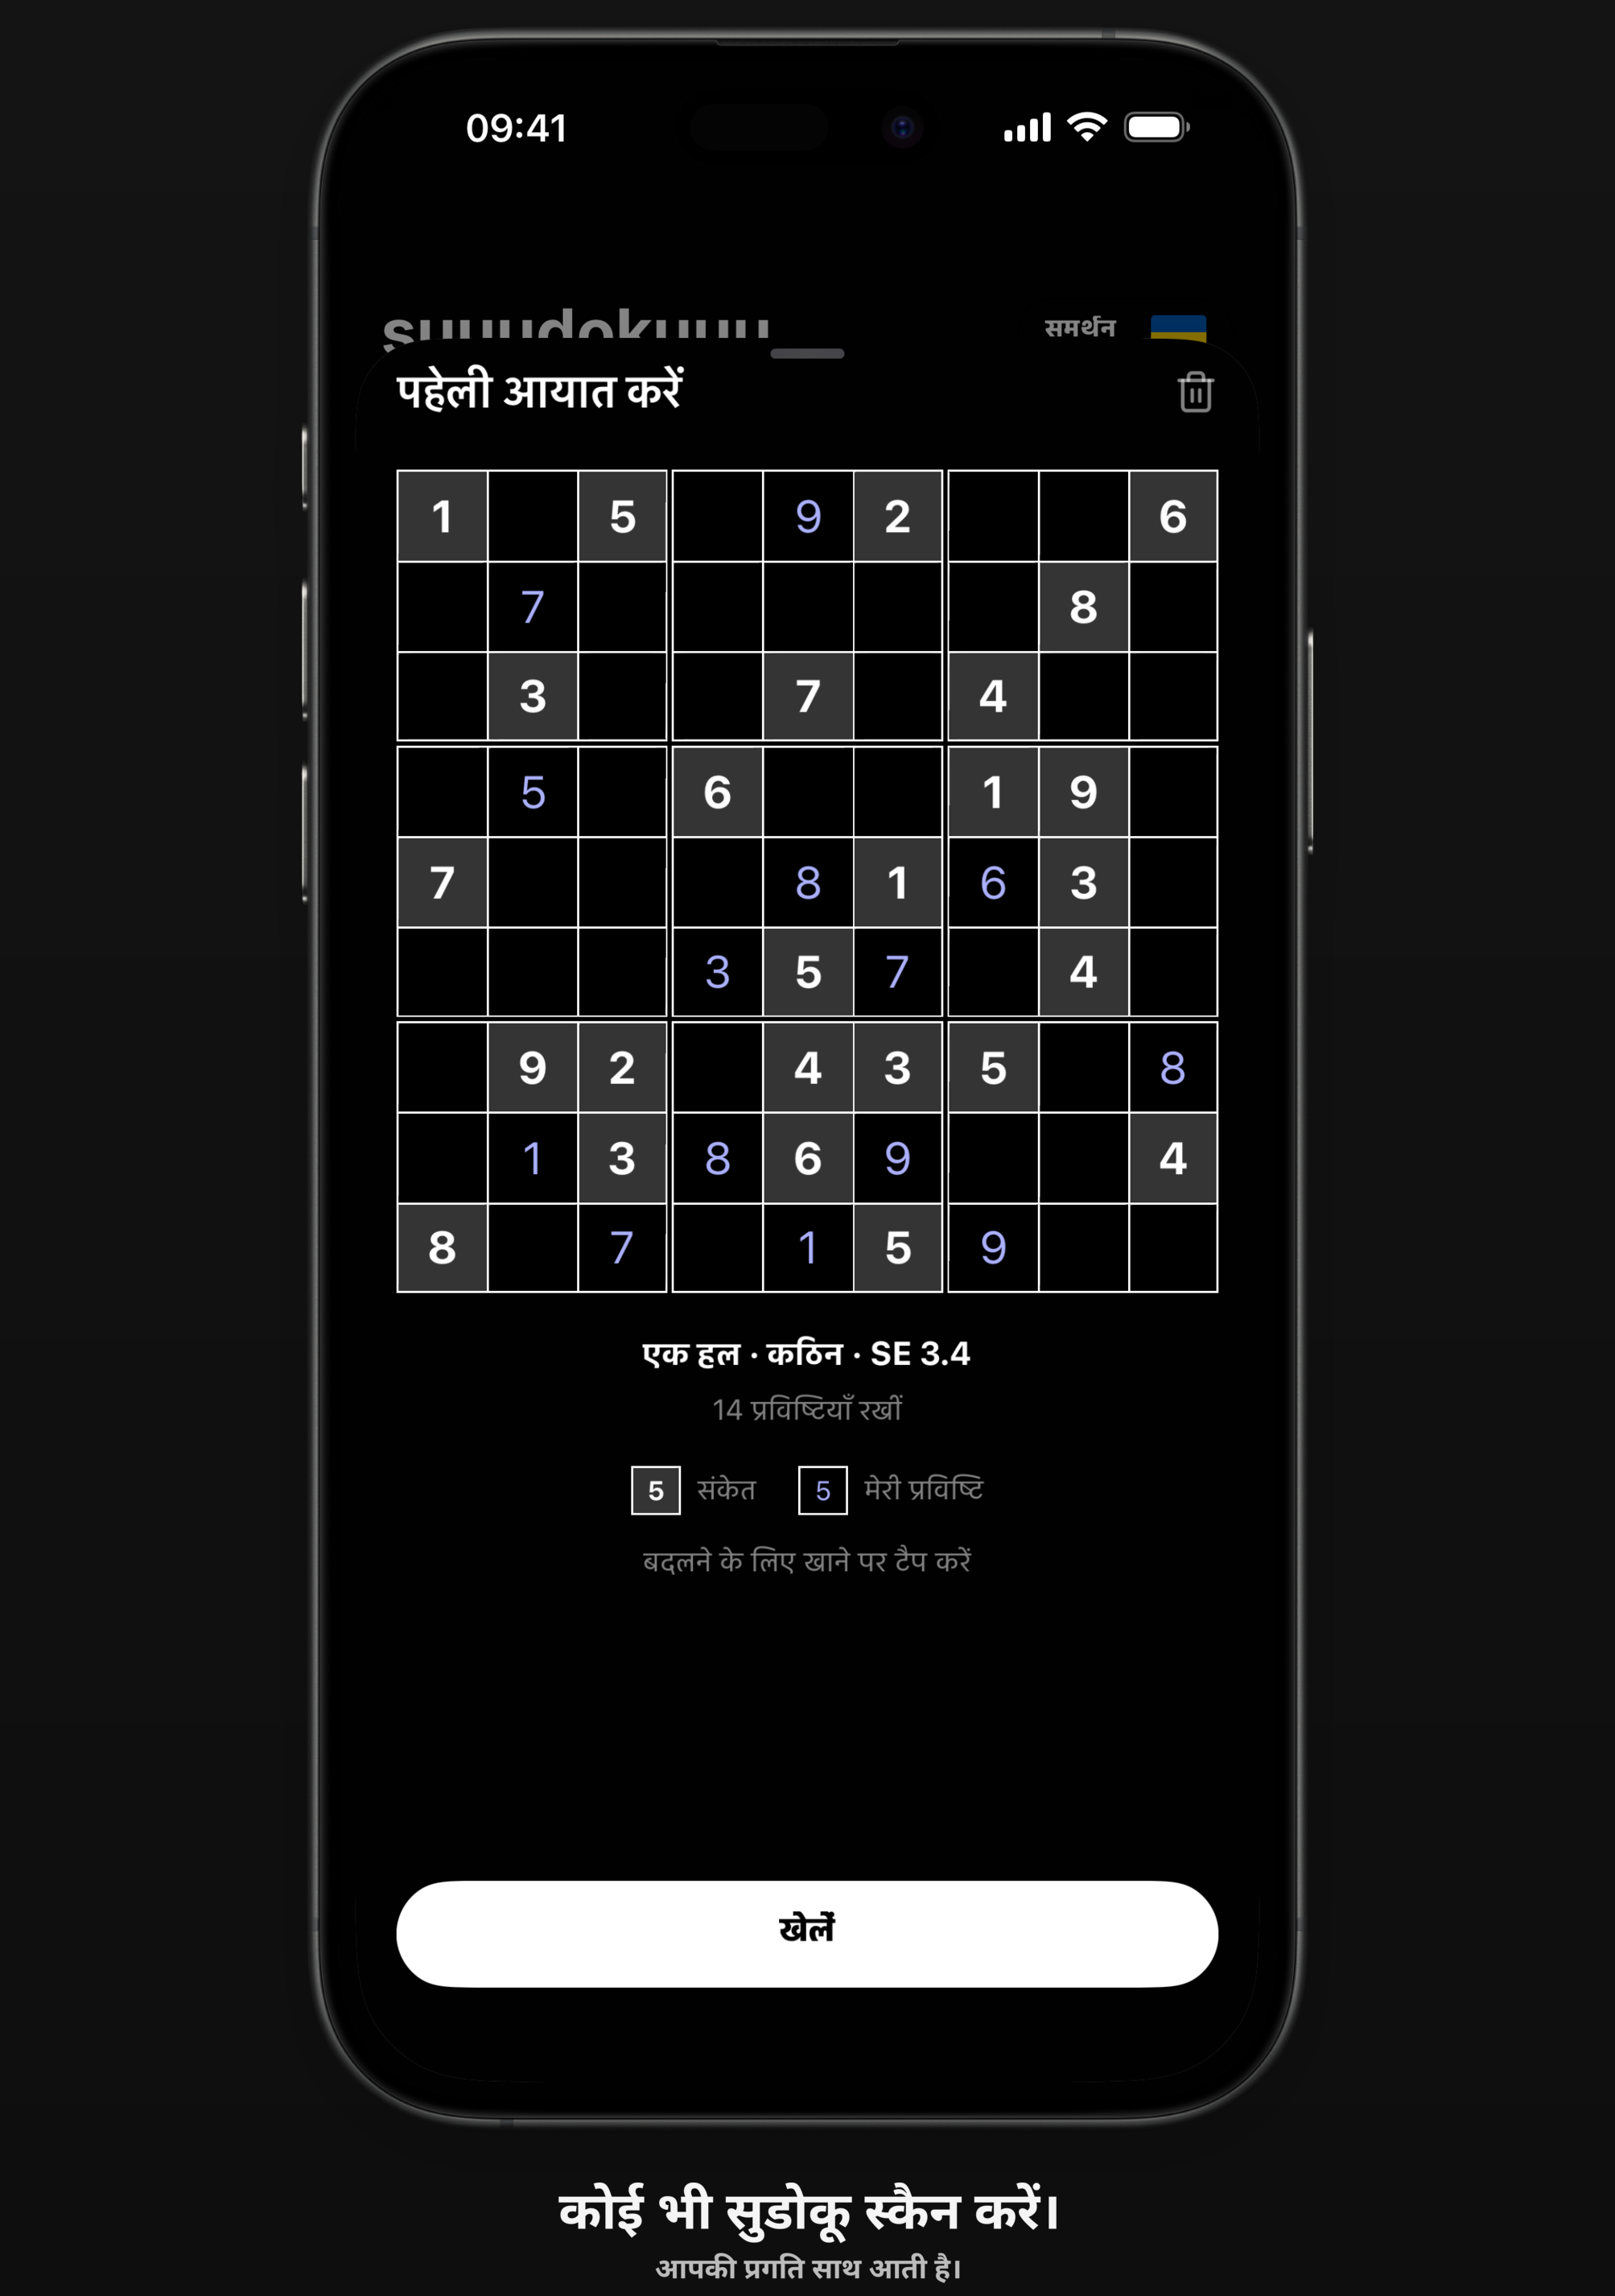 09:41
suuuudokuuuu समर्थन
पहेली आयात करें
1 5 9 2 6
7 8
3 7 4
5 6 1 9
7 8 1 6 3
3 5 7 4
9 2 4 3 5 8
1 3 8 6 9 4
8 7 1 5 9
एक हल · कठिन · SE 3.4
14 प्रविष्टियाँ रखीं
5 संकेत 5 मेरी प्रविष्टि
बदलने के लिए खाने पर टैप करें
खेलें
कोई भी सुडोकू स्कैन करें।
आपकी प्रगति साथ आती है।